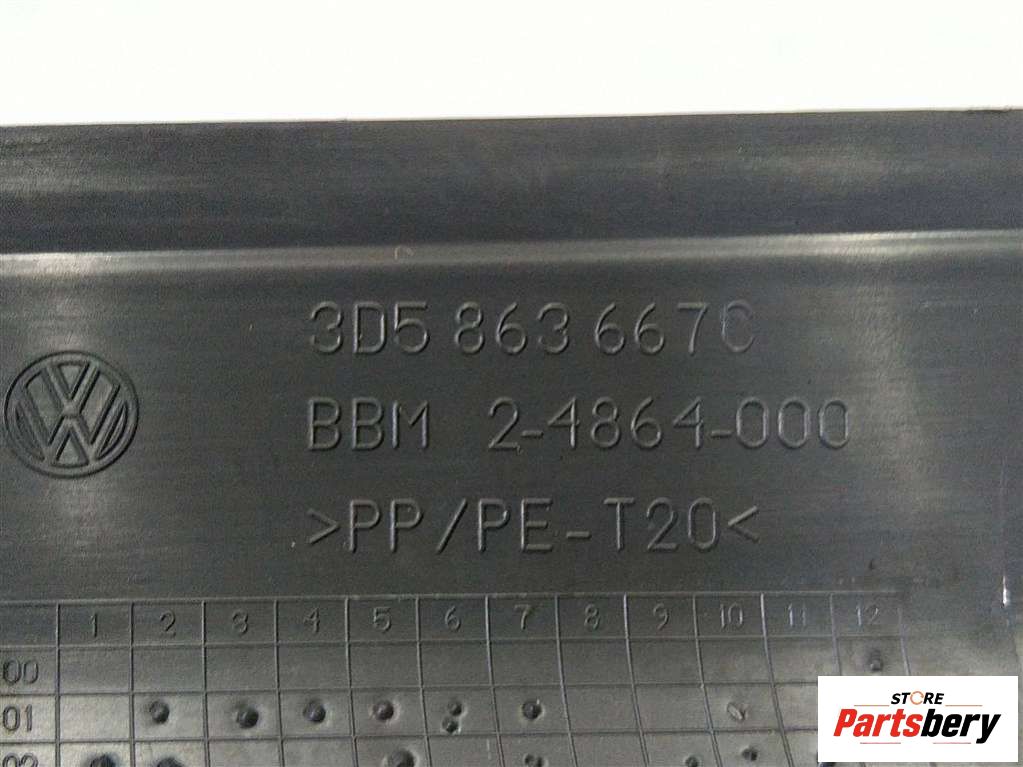 3D5 863 667C
BBM 2-4864-000
>PP/PE-T20<
1 2 3 4 5 6 7 8 9 10 11 12
00
01
STORE
Partsbery